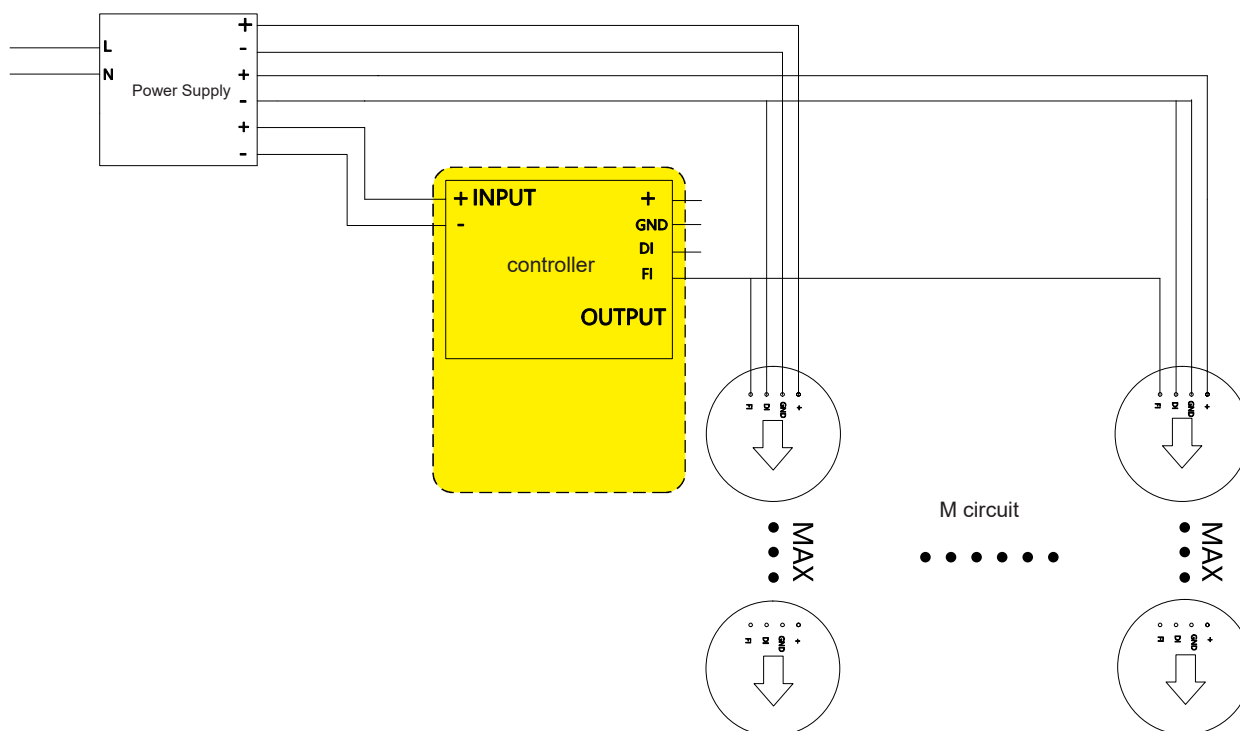 +
L
-
N
+
Power Supply
-
+
-
+ INPUT
-
controller
+
GND
DI
FI
OUTPUT
FI
DI
GND
+
FI
DI
GND
+
MAX
M circuit
MAX
FI
DI
GND
+
FI
DI
GND
+